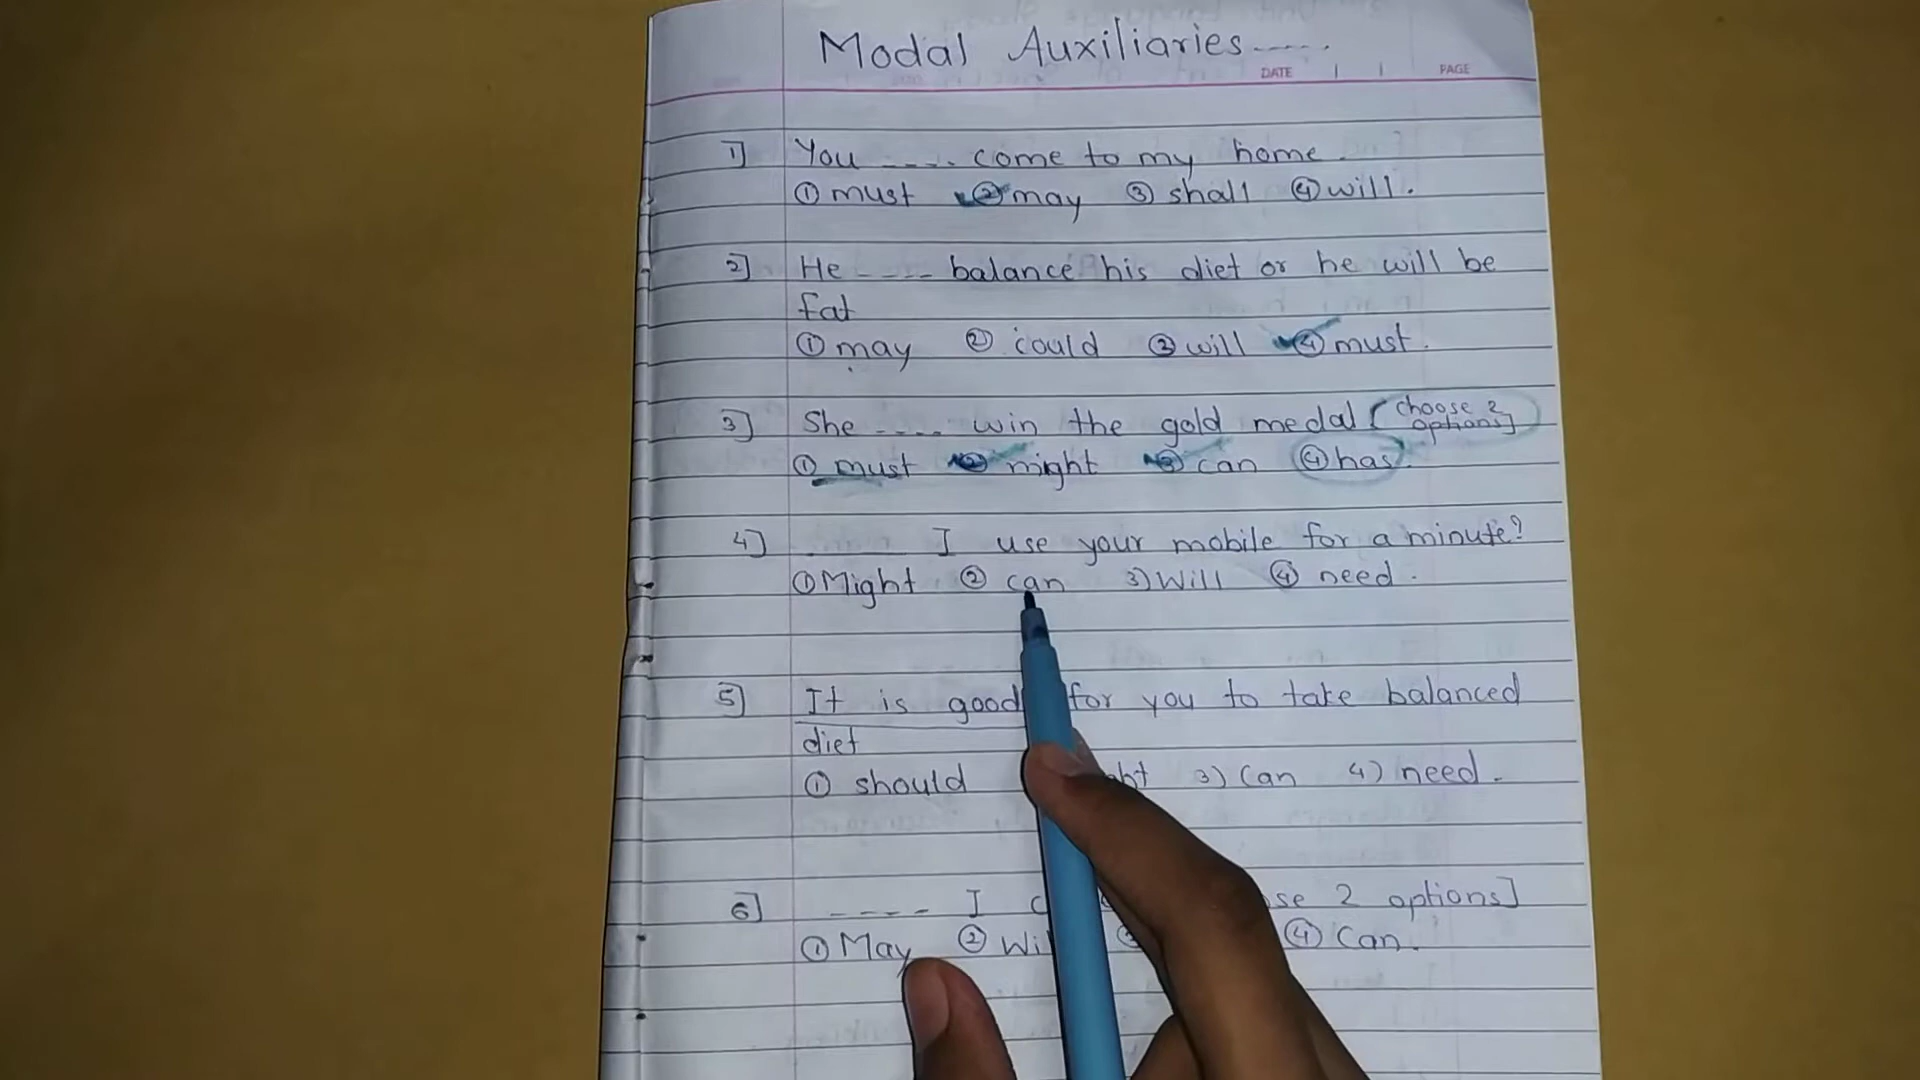 Modal Auxiliaries.....
DATE PAGE
1] You .... come to my home.
① must ② may ③ shall ④ will.
2] He ---- balance his diet or he will be
fat
① may ② could ③ will ④ must.
3] She .... win the gold medal [choose 2
options]
① must ② might ③ can ④ has.
4] .... I use your mobile for a minute?
① Might ② can 3) Will ④ need.
5] It is good for you to take balanced
diet
① should 3) Can 4) need.
6] ---- I 2 options]
① May ② ④ Can.